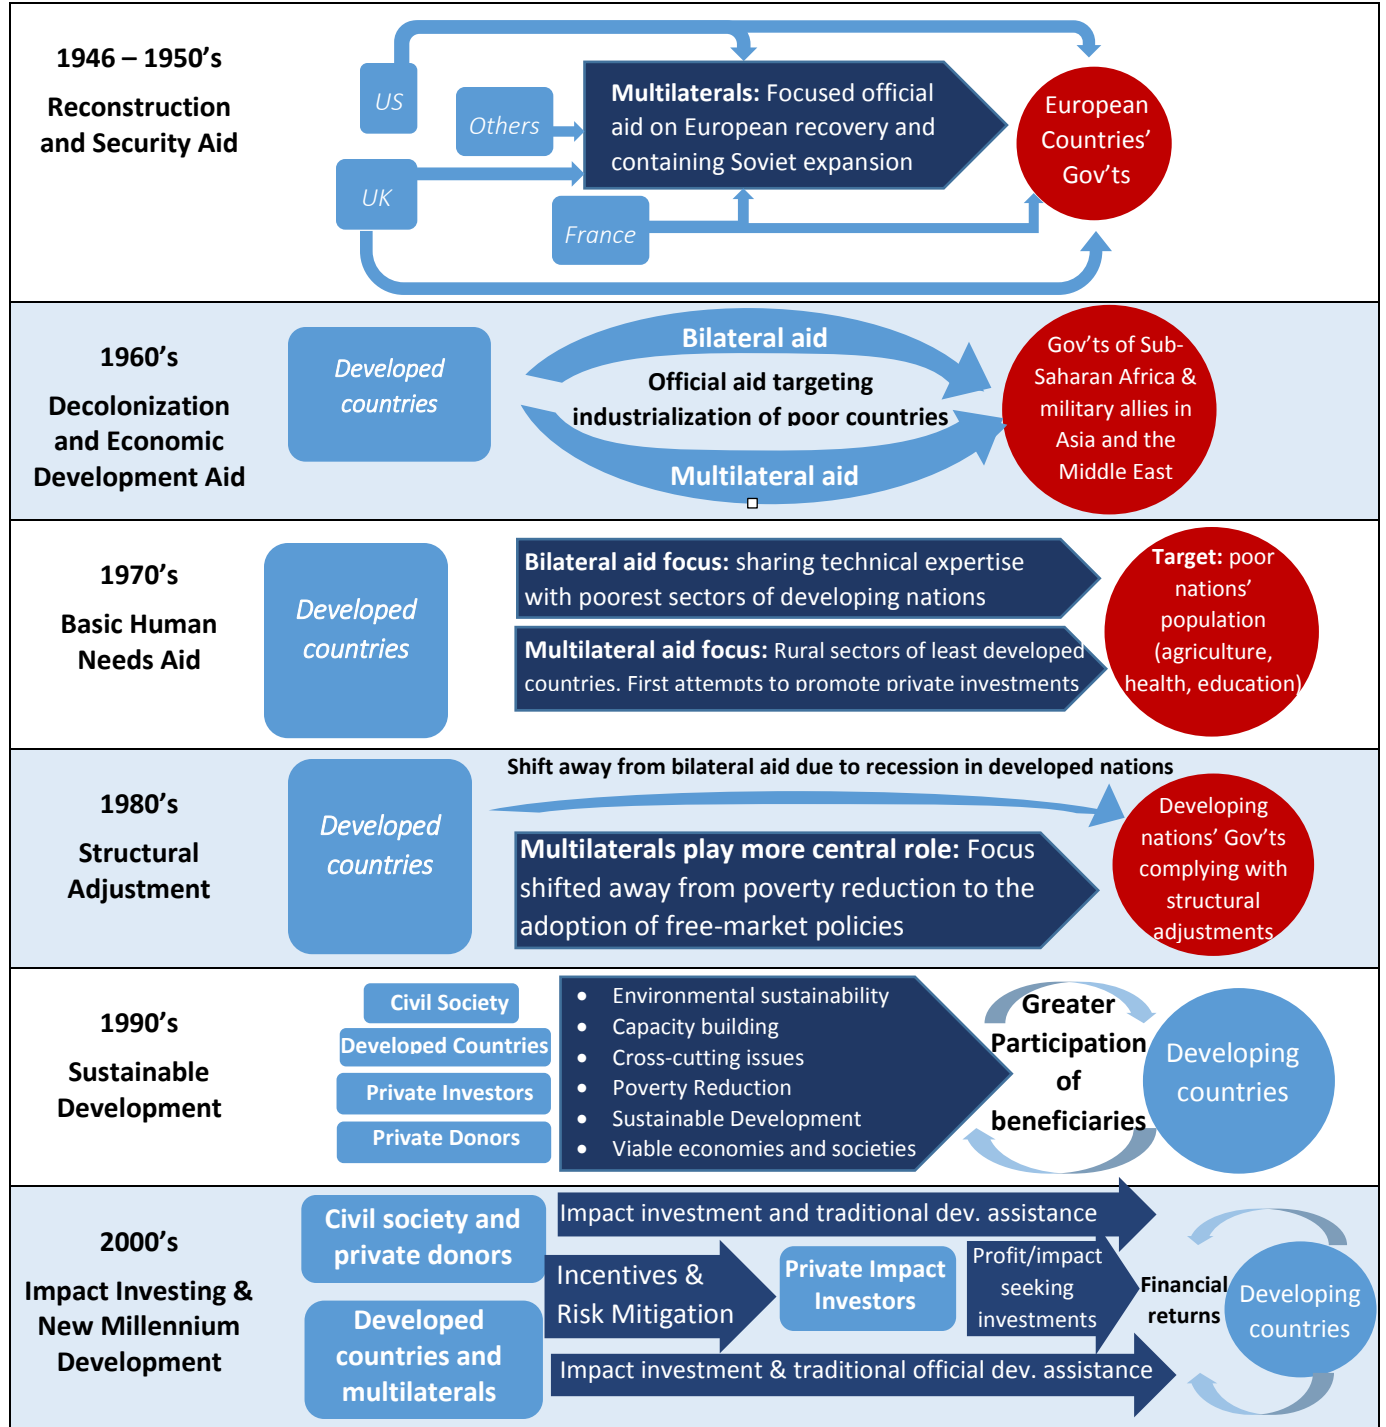 1946 – 1950’s
Reconstruction
and Security Aid
US
Others
UK
France
Multilaterals: Focused official
aid on European recovery and
containing Soviet expansion
European
Countries’
Gov’ts
1960’s
Decolonization
and Economic
Development Aid
Developed
countries
Bilateral aid
Official aid targeting
industrialization of poor countries
Multilateral aid
Gov’ts of Sub-
Saharan Africa &
military allies in
Asia and the
Middle East
1970’s
Basic Human
Needs Aid
Developed
countries
Bilateral aid focus: sharing technical expertise
with poorest sectors of developing nations
Multilateral aid focus: Rural sectors of least developed
countries. First attempts to promote private investments
Target: poor
nations’
population
(agriculture,
health, education)
1980’s
Structural
Adjustment
Developed
countries
Shift away from bilateral aid due to recession in developed nations
Multilaterals play more central role: Focus
shifted away from poverty reduction to the
adoption of free-market policies
Developing
nations’ Gov’ts
complying with
structural
adjustments
1990’s
Sustainable
Development
Civil Society
Developed Countries
Private Investors
Private Donors
• Environmental sustainability
• Capacity building
• Cross-cutting issues
• Poverty Reduction
• Sustainable Development
• Viable economies and societies
Greater
Participation
of
beneficiaries
Developing
countries
2000’s
Impact Investing &
New Millennium
Development
Civil society and
private donors
Developed
countries and
multilaterals
Impact investment and traditional dev. assistance
Incentives &
Risk Mitigation
Private Impact
Investors
Profit/impact
seeking
investments
Impact investment & traditional official dev. assistance
Financial
returns
Developing
countries